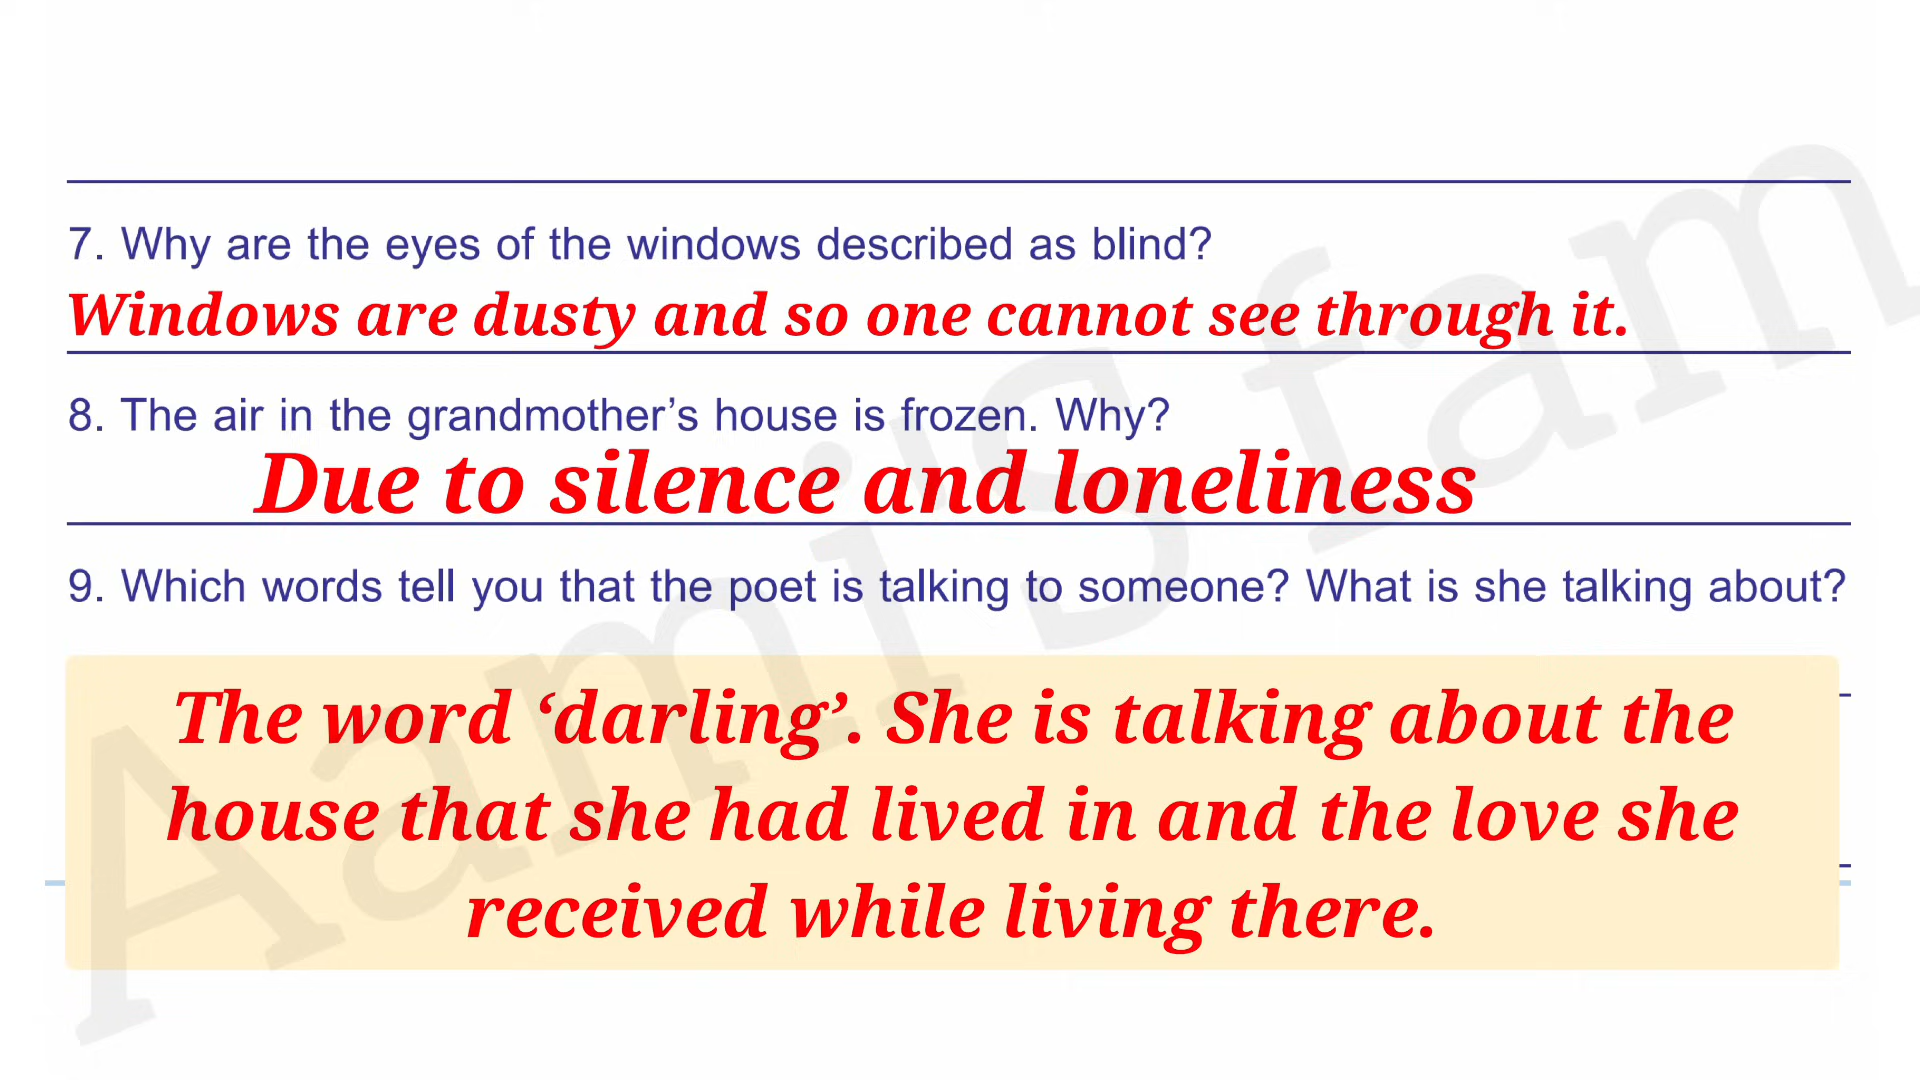 7. Why are the eyes of the windows described as blind?
Windows are dusty and so one cannot see through it.
8. The air in the grandmother’s house is frozen. Why?
Due to silence and loneliness
9. Which words tell you that the poet is talking to someone? What is she talking about?
The word ‘darling’. She is talking about the
house that she had lived in and the love she
received while living there.
Aami'S fam